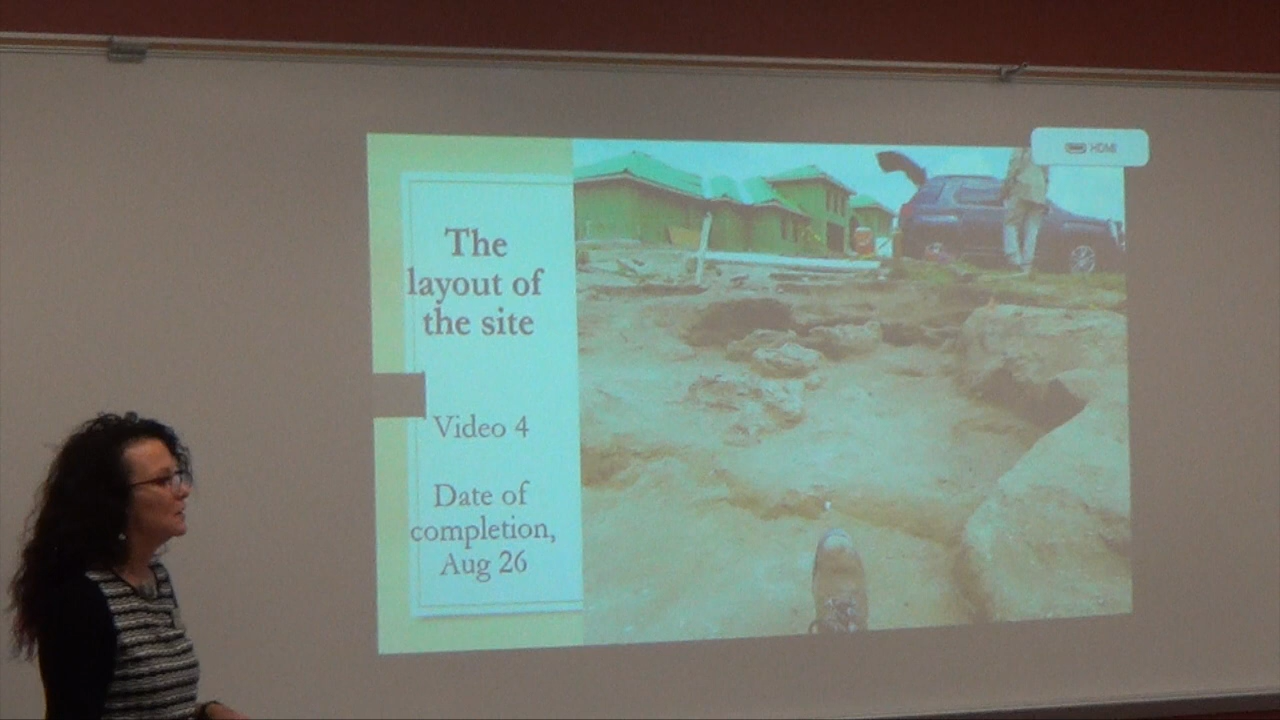 HDMI
The
layout of
the site
Video 4
Date of
completion,
Aug 26